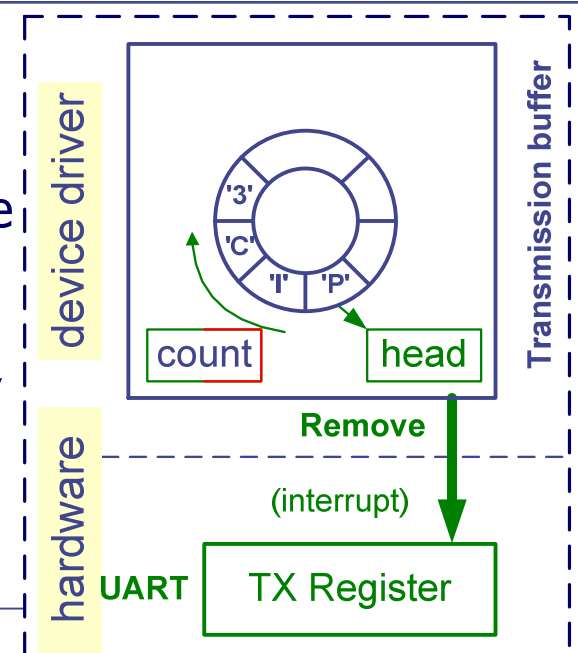 device driver
Transmission buffer
e
'3'
'C'
'I'
'P'
count
head
Remove
hardware
(interrupt)
UART
TX Register